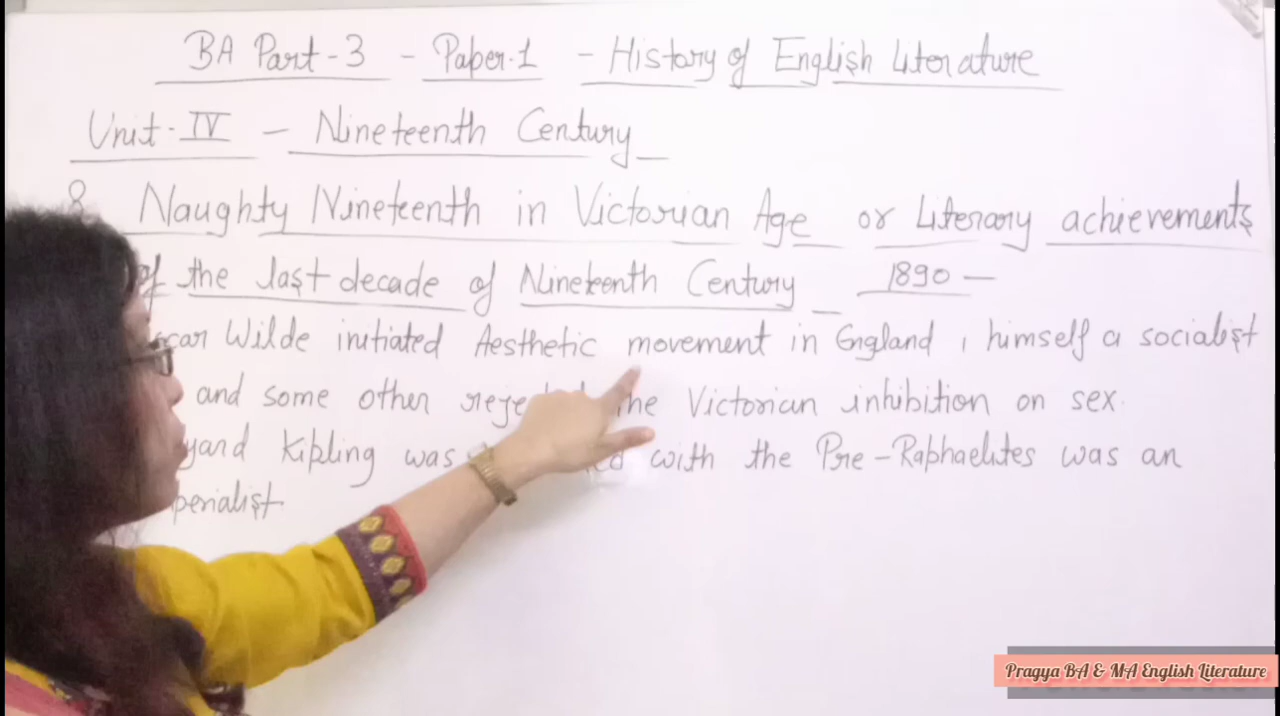 BA Part-3 - Paper.1 - History of English Literature
Unit-IV - Nineteenth Century
8. Naughty Nineteenth in Victorian Age or Literary achievements
of the last decade of Nineteenth Century 1890 —
Wilde initiated Aesthetic movement in England, himself a socialist
and some other the Victorian inhibition on sex.
Kipling was with the Pre-Raphaelites was an
Pragya BA & MA English Literature